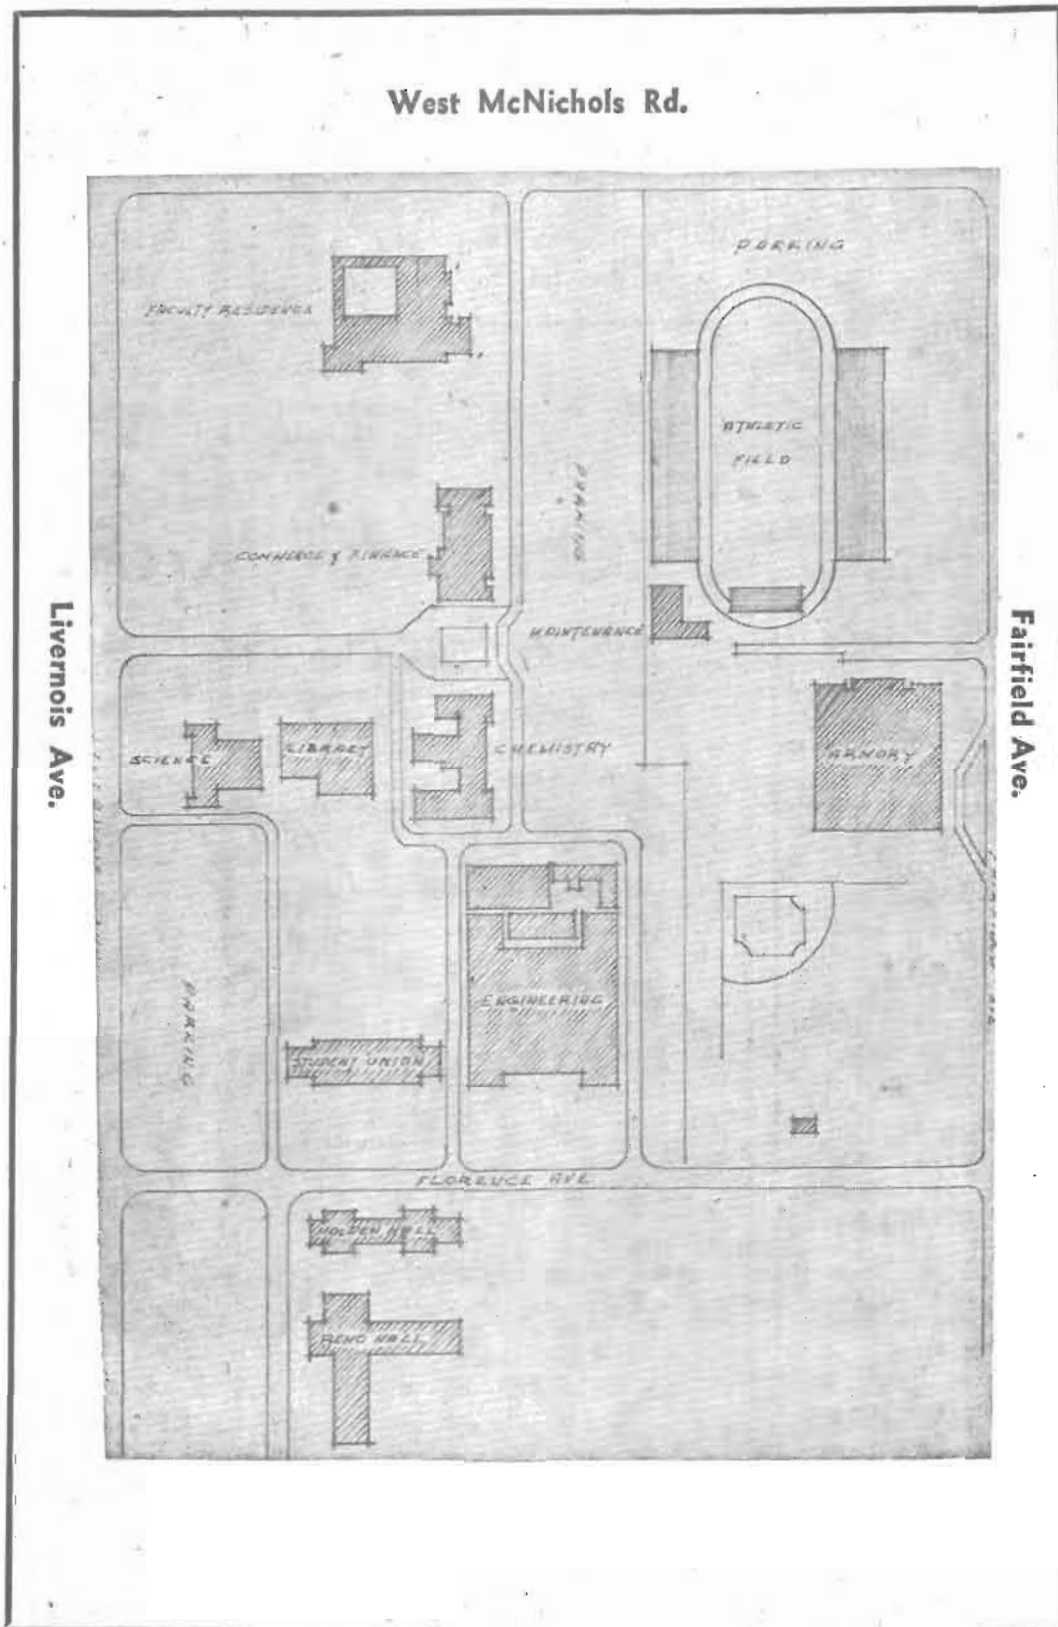 West McNichols Rd.
PARKING
FACULTY RESIDENCE
ATHLETIC
FIELD
PARKING
COMMERCE & FINANCE
MAINTENANCE
Livernois Ave.
Fairfield Ave.
SCIENCE
LIBRARY
CHEMISTRY
ARMORY
PARKING
ENGINEERING
STUDENT UNION
FLORENCE AVE
HOLDEN HALL
RENO HALL